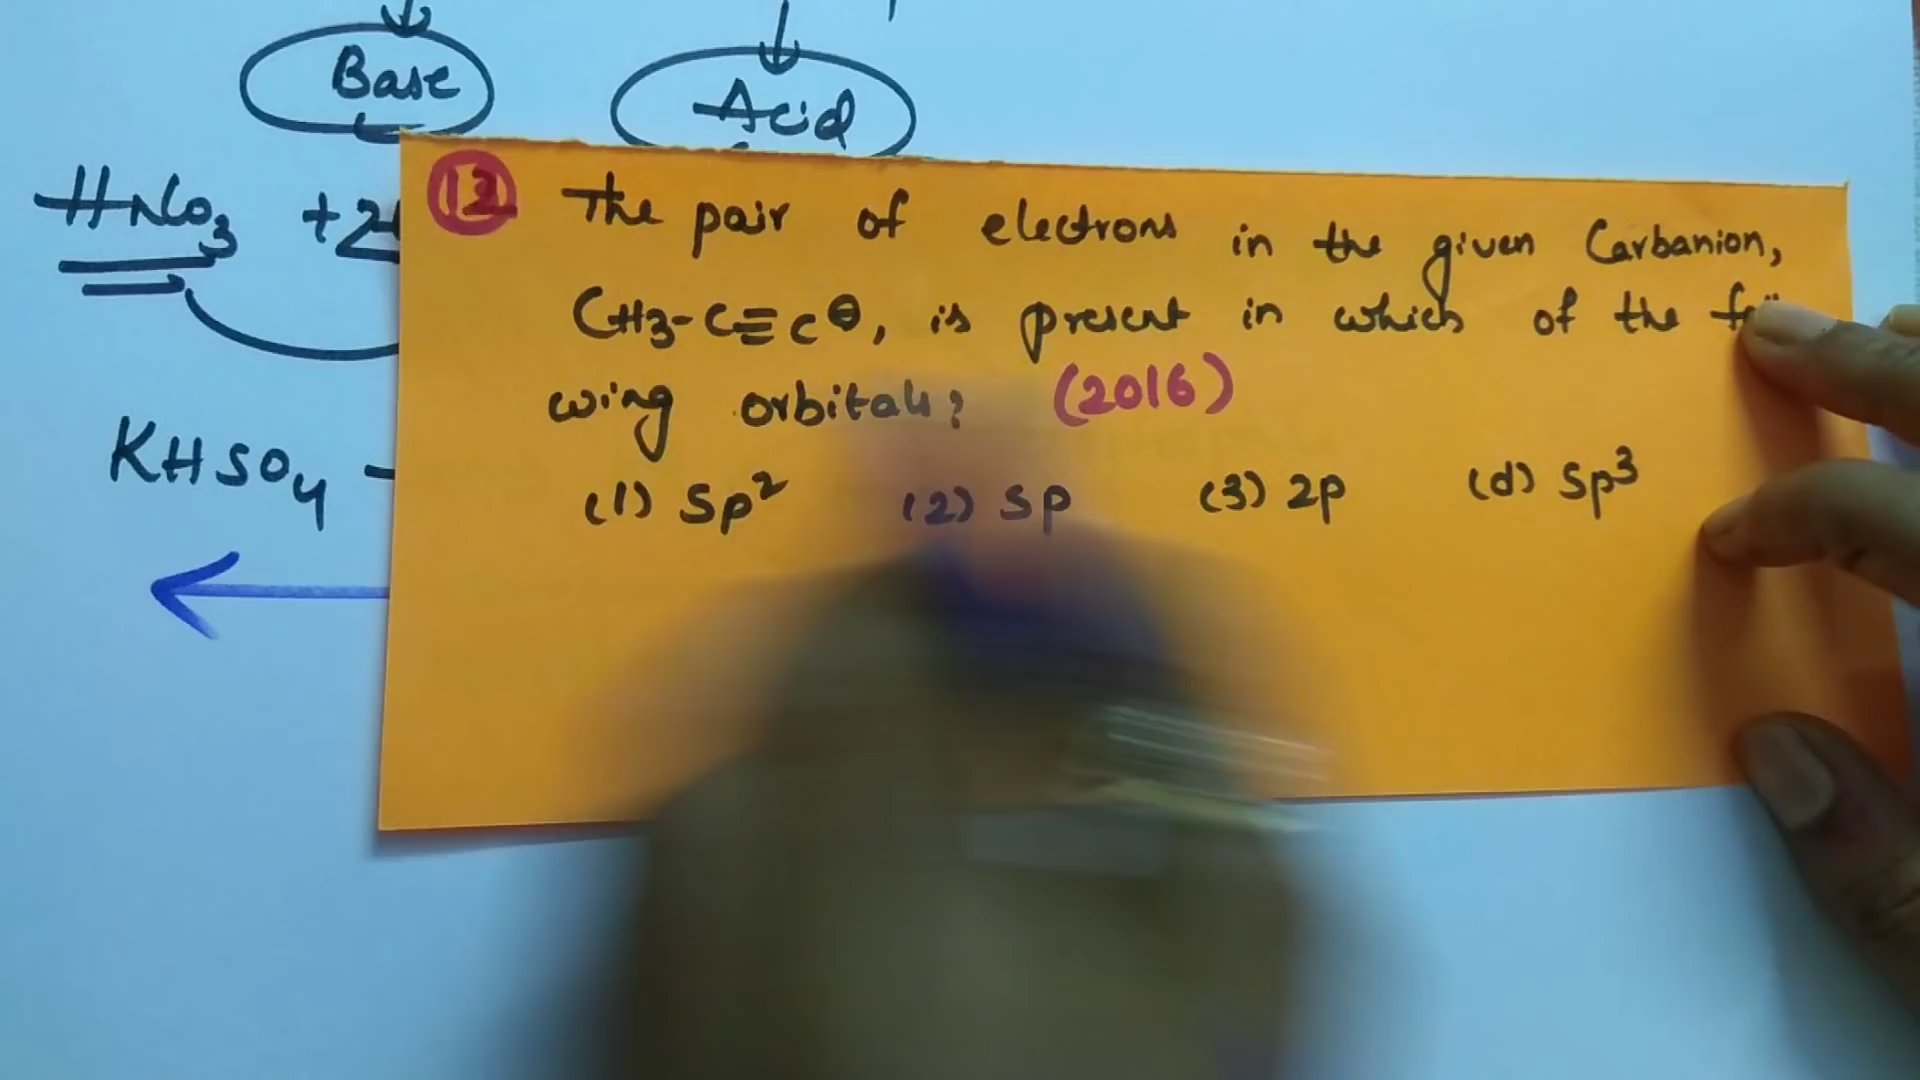 Base
Acid
HNO3 +2
KHSO4
12 The pair of electrons in the given Carbanion,
CH3-C≡C⊖, is present in which of the
wing orbitals? (2016)
(1) Sp² (2) Sp (3) 2p (d) Sp³